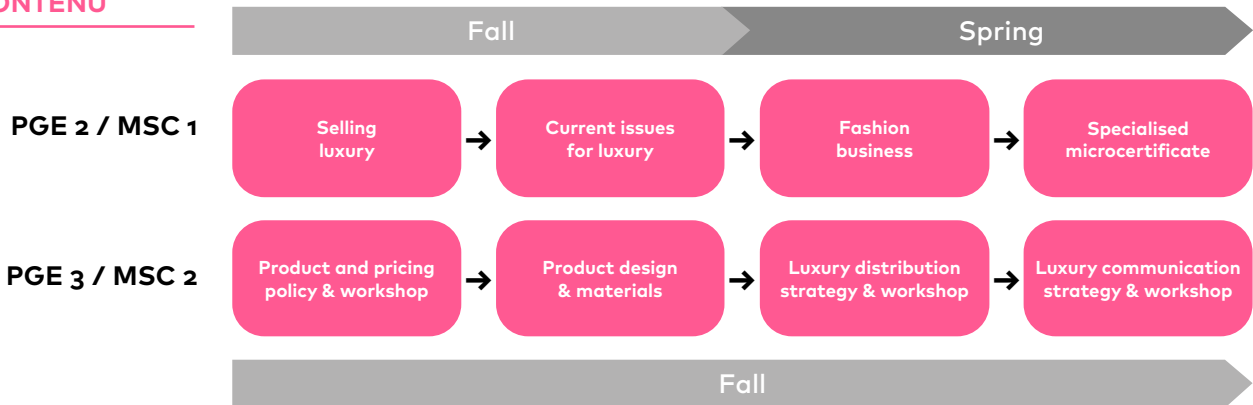 Fall
Spring
PGE 2 / MSC 1
Selling
luxury
Current issues
for luxury
Fashion
business
Specialised
microcertificate
PGE 3 / MSC 2
Product and pricing
policy & workshop
Product design
& materials
Luxury distribution
strategy & workshop
Luxury communication
strategy & workshop
Fall